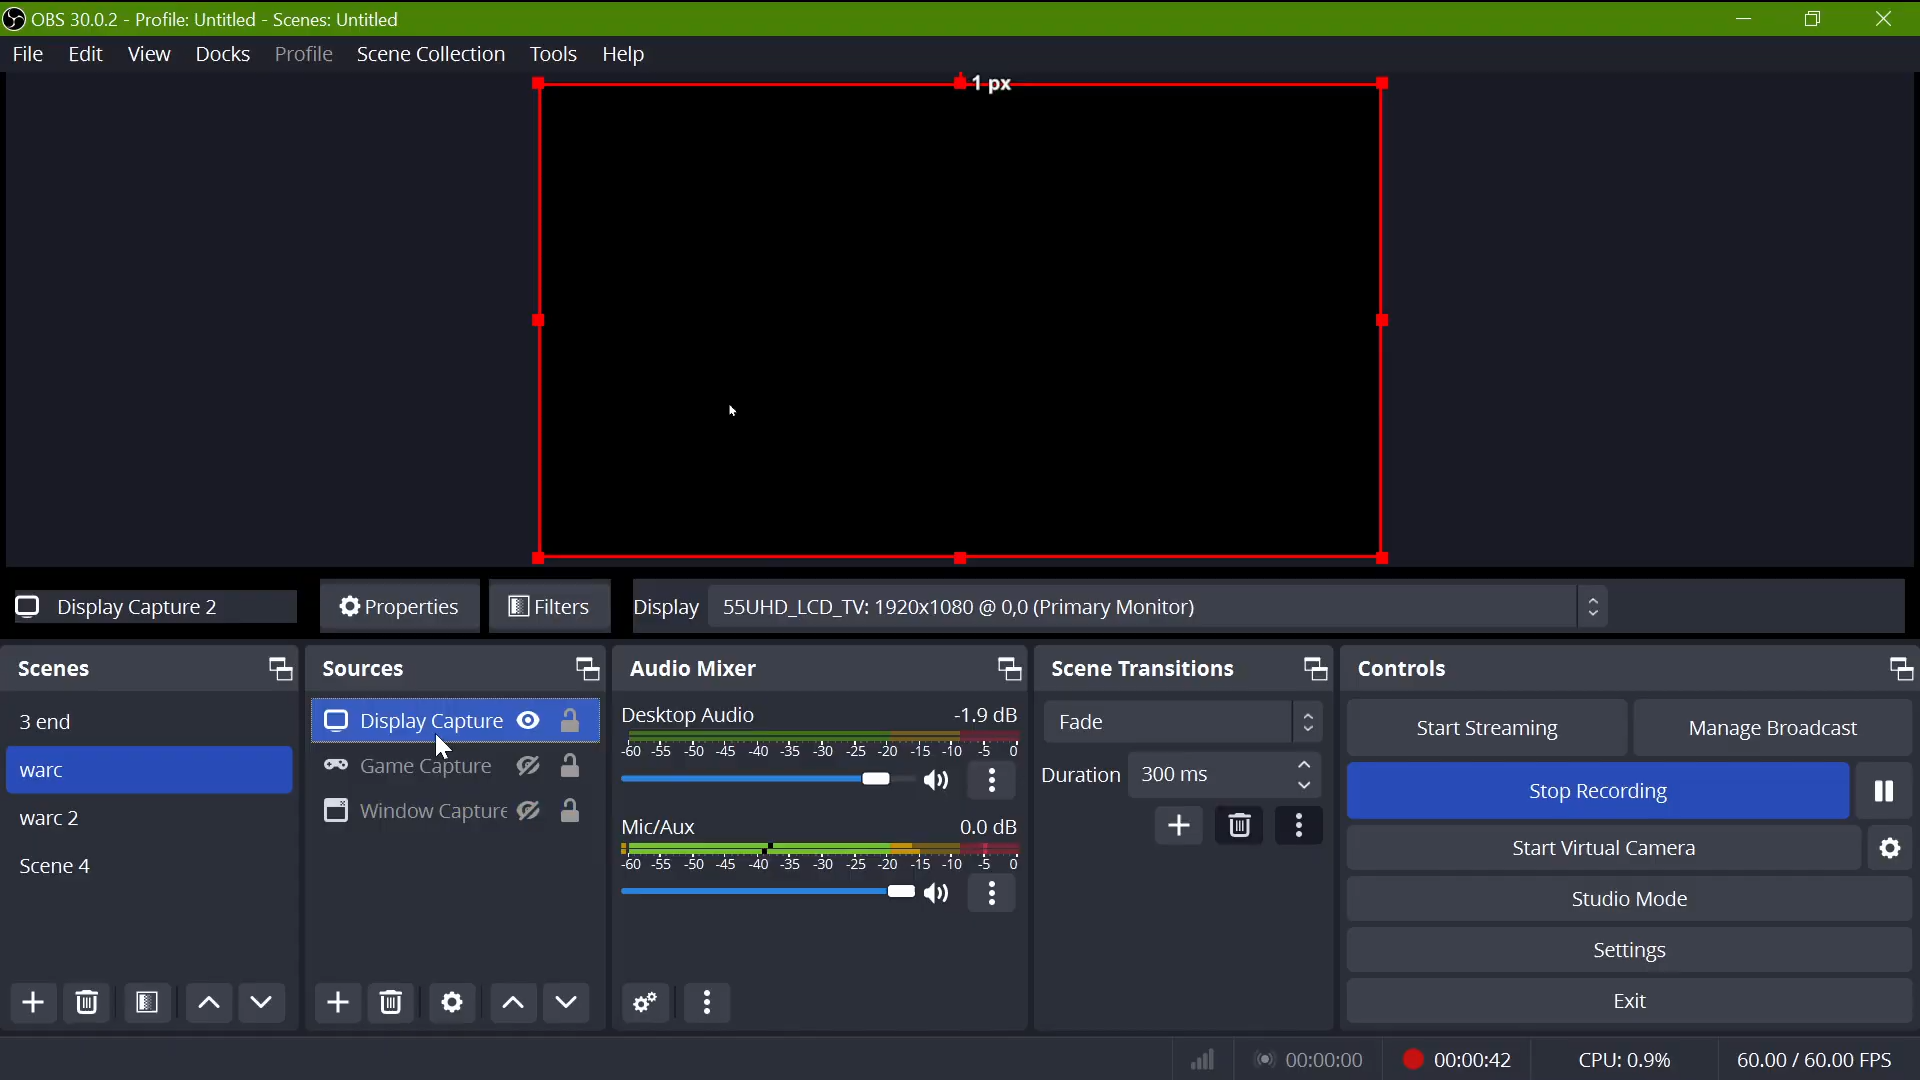 OBS 30.0.2 - Profile: Untitled - Scenes: Untitled
File Edit View Docks Profile Scene Collection Tools Help
1 px
Display Capture 2 Properties Filters Display 55UHD_LCD_TV: 1920x1080 @ 0,0 (Primary Monitor)
Scenes
3 end
warc
warc 2
Scene 4
Sources
Display Capture
Game Capture
Window Capture
Audio Mixer
Desktop Audio -1.9 dB
-60 -55 -50 -45 -40 -35 -30 -25 -20 -15 -10 -5 0
Mic/Aux 0.0 dB
-60 -55 -50 -45 -40 -35 -30 -25 -20 -15 -10 -5 0
Scene Transitions
Fade
Duration 300 ms
Controls
Start Streaming Manage Broadcast
Stop Recording
Start Virtual Camera
Studio Mode
Settings
Exit
00:00:00 00:00:42 CPU: 0.9% 60.00 / 60.00 FPS